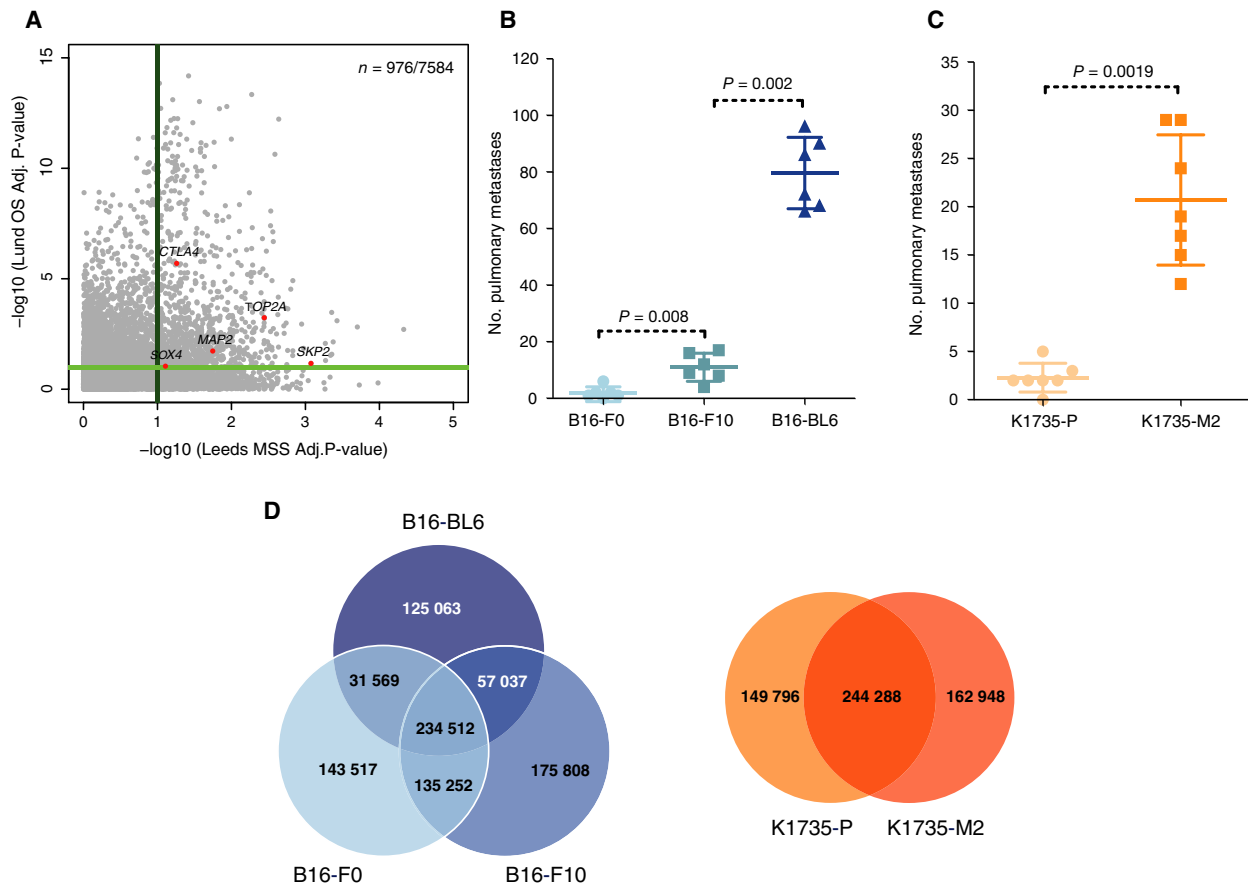 A
n = 976/7584
–log10 (Lund OS Adj. P-value)
15
10
5
0
CTLA4
TOP2A
MAP2
SKP2
SOX4
0 1 2 3 4 5
–log10 (Leeds MSS Adj.P-value)
B
No. pulmonary metastases
120
100
80
60
40
20
0
P = 0.002
P = 0.008
B16-F0 B16-F10 B16-BL6
C
No. pulmonary metastases
35
30
25
20
15
10
5
0
P = 0.0019
K1735-P K1735-M2
D
B16-BL6
125 063
31 569 57 037
234 512
143 517 135 252 175 808
B16-F0 B16-F10
149 796 244 288 162 948
K1735-P K1735-M2